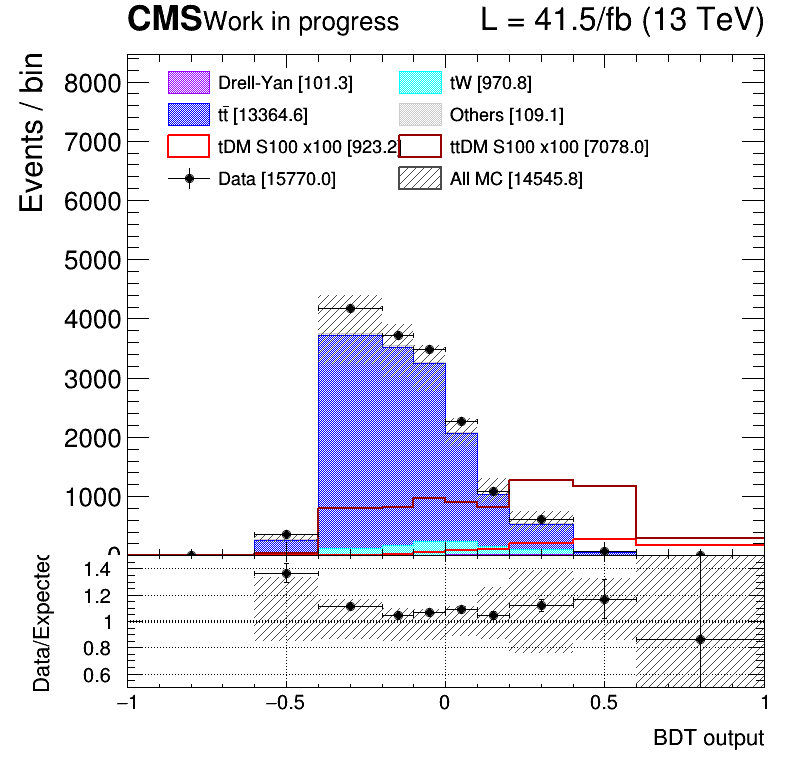 CMS Work in progress L = 41.5/fb (13 TeV)
Events / bin
8000
7000
6000
5000
4000
3000
2000
1000
0
Drell-Yan [101.3] tW [970.8]
tt̄ [13364.6] Others [109.1]
tDM S100 x100 [923.2] ttDM S100 x100 [7078.0]
Data [15770.0] All MC [14545.8]
Data/Expected
1.4
1.2
1
0.8
0.6
−1 −0.5 0 0.5 1
BDT output